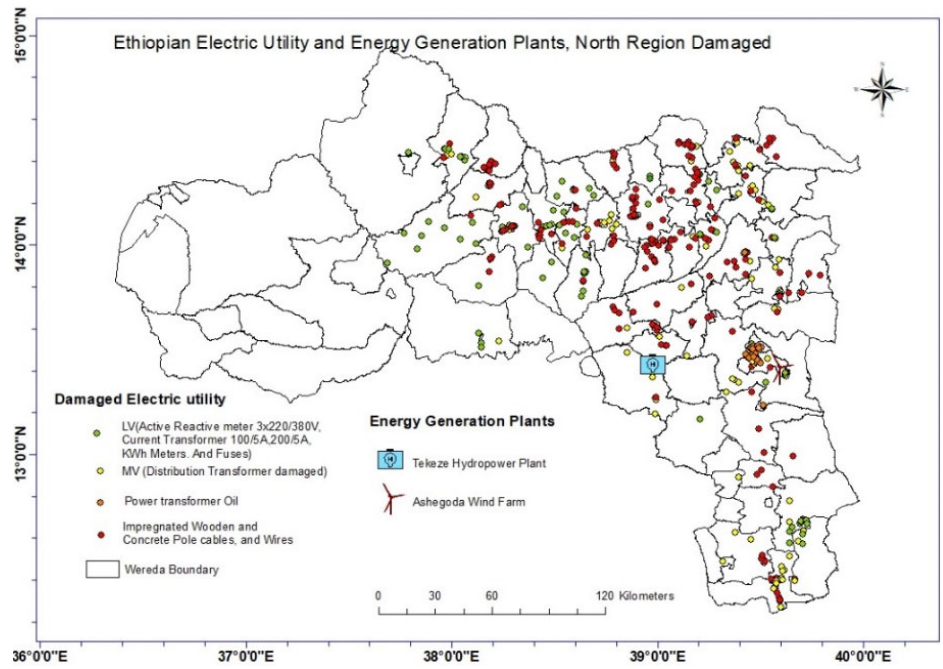 Ethiopian Electric Utility and Energy Generation Plants, North Region Damaged
15°0'0"N
14°0'0"N
13°0'0"N
Damaged Electric utility
LV(Active Reactive meter 3x220/380V,
Current Transformer 100/5A,200/5A,
KWh Meters. And Fuses)
MV (Distribution Transformer damaged)
Power transformer Oil
Impregnated Wooden and
Concrete Pole cables, and Wires
Wereda Boundary
Energy Generation Plants
H
Tekeze Hydropower Plant
Ashegoda Wind Farm
H
0 30 60 120 Kilometers
36°0'0"E 37°0'0"E 38°0'0"E 39°0'0"E 40°0'0"E